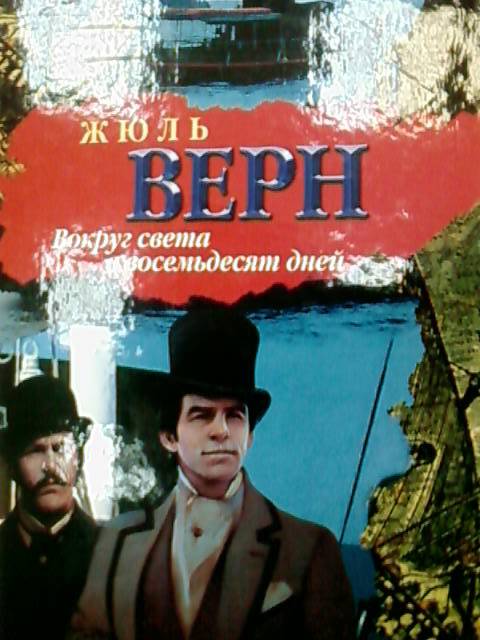 ЖЮЛЬ
ВЕРН
Вокруг света
восемьдесят дней